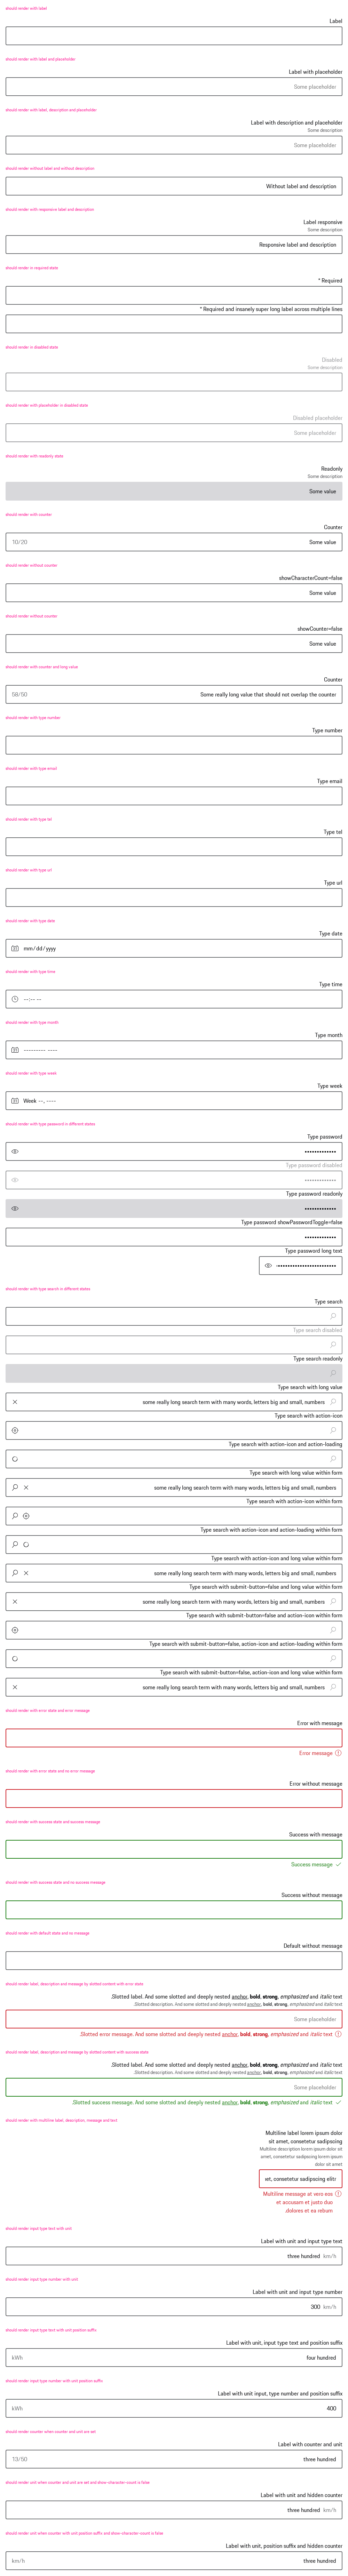 should render with label
Label
should render with label and placeholder
Label with placeholder
Some placeholder
should render with label, description and placeholder
Label with description and placeholder
Some description
Some placeholder
should render without label and without description
Without label and description
should render with responsive label and description
Label responsive
Some description
Responsive label and description
should render in required state
* Required
* Required and insanely super long label across multiple lines
should render in disabled state
Disabled
Some description
should render with placeholder in disabled state
Disabled placeholder
Some placeholder
should render with readonly state
Readonly
Some description
Some value
should render with counter
Counter
10/20 Some value
should render without counter
showCharacterCount=false
Some value
should render without counter
showCounter=false
Some value
should render with counter and long value
Counter
58/50 Some really long value that should not overlap the counter
should render with type number
Type number
should render with type email
Type email
should render with type tel
Type tel
should render with type url
Type url
should render with type date
Type date
mm/dd/yyyy
should render with type time
Type time
--:-- --
should render with type month
Type month
--------- ----
should render with type week
Type week
Week --, ----
should render with type password in different states
Type password
•••••••••••••
Type password disabled
•••••••••••••
Type password readonly
•••••••••••••
Type password showPasswordToggle=false
•••••••••••••
Type password long text
should render with type search in different states
Type search
Type search disabled
Type search readonly
Type search with long value
some really long search term with many words, letters big and small, numbers
Type search with action-icon
Type search with action-icon and action-loading
Type search with long value within form
some really long search term with many words, letters big and small, numbers
Type search with action-icon within form
Type search with action-icon and action-loading within form
Type search with action-icon and long value within form
some really long search term with many words, letters big and small, numbers
Type search with submit-button=false and long value within form
some really long search term with many words, letters big and small, numbers
Type search with submit-button=false and action-icon within form
Type search with submit-button=false, action-icon and action-loading within form
Type search with submit-button=false, action-icon and long value within form
some really long search term with many words, letters big and small, numbers
should render with error state and error message
Error with message
Error message
should render with error state and no error message
Error without message
should render with success state and success message
Success with message
Success message
should render with success state and no success message
Success without message
should render with default state and no message
Default without message
should render label, description and message by slotted content with error state
.Slotted label. And some slotted and deeply nested anchor, bold, strong, emphasized and italic text
.Slotted description. And some slotted and deeply nested anchor, bold, strong, emphasized and italic text
Some placeholder
.Slotted error message. And some slotted and deeply nested anchor, bold, strong, emphasized and italic text
should render label, description and message by slotted content with success state
.Slotted label. And some slotted and deeply nested anchor, bold, strong, emphasized and italic text
.Slotted description. And some slotted and deeply nested anchor, bold, strong, emphasized and italic text
Some placeholder
.Slotted success message. And some slotted and deeply nested anchor, bold, strong, emphasized and italic text
should render with multiline label, description, message and text
Multiline label lorem ipsum dolor
sit amet, consetetur sadipscing
Multiline description lorem ipsum dolor sit
amet, consetetur sadipscing lorem ipsum
dolor sit amet
et, consetetur sadipscing elitr
Multiline message at vero eos
et accusam et justo duo
.dolores et ea rebum
should render input type text with unit
Label with unit and input type text
three hundred km/h
should render input type number with unit
Label with unit and input type number
300 km/h
should render input type text with unit position suffix
Label with unit, input type text and position suffix
kWh four hundred
should render input type number with unit position suffix
Label with unit input, type number and position suffix
kWh 400
should render counter when counter and unit are set
Label with counter and unit
13/50 three hundred
should render unit when counter and unit are set and show-character-count is false
Label with unit and hidden counter
three hundred km/h
should render unit when counter with unit position suffix and show-character-count is false
Label with unit, position suffix and hidden counter
km/h three hundred